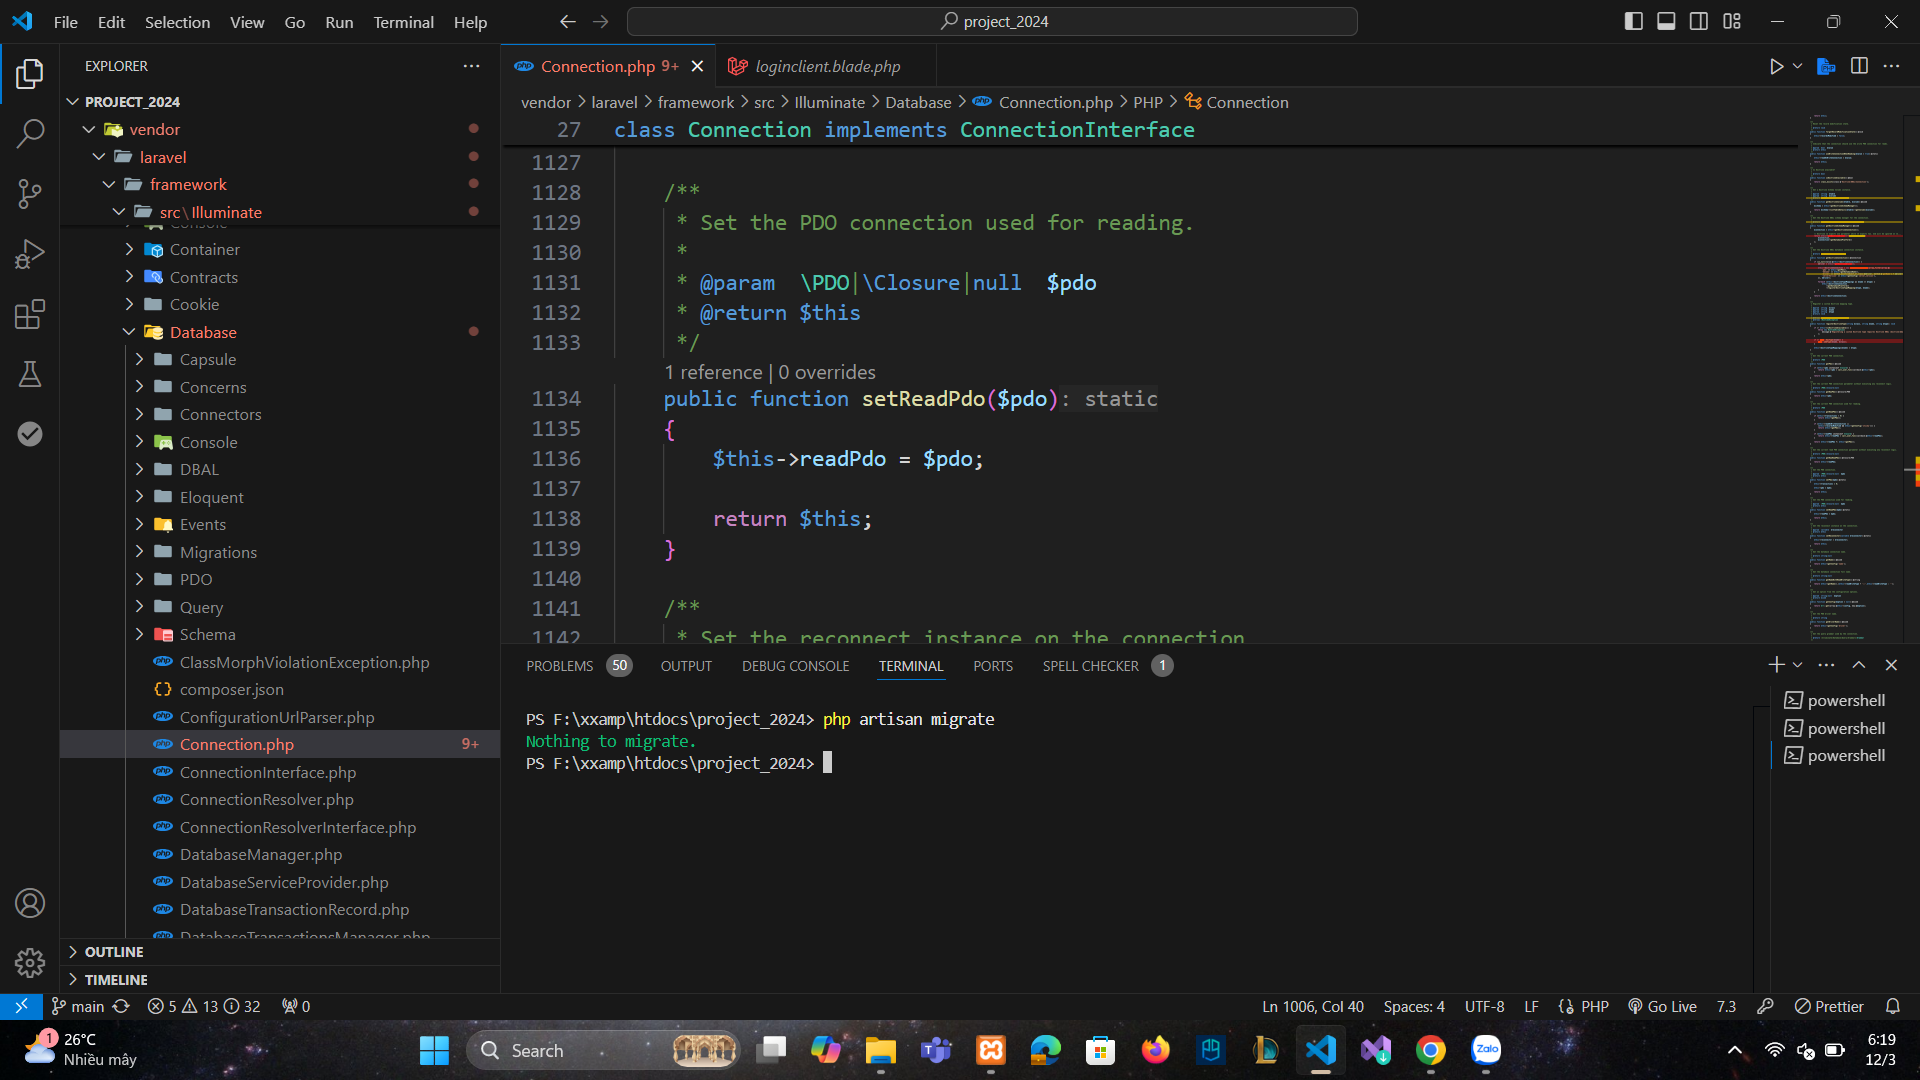 File Edit Selection View Go Run Terminal Help
project_2024
EXPLORER
PROJECT_2024
vendor
laravel
framework
src\Illuminate
Console
Container
Contracts
Cookie
Database
Capsule
Concerns
Connectors
Console
DBAL
Eloquent
Events
Migrations
PDO
Query
Schema
ClassMorphViolationException.php
composer.json
ConfigurationUrlParser.php
Connection.php 9+
ConnectionInterface.php
ConnectionResolver.php
ConnectionResolverInterface.php
DatabaseManager.php
DatabaseServiceProvider.php
DatabaseTransactionRecord.php
DatabaseTransactionsManager.php
OUTLINE
TIMELINE
Connection.php 9+ loginclient.blade.php
vendor > laravel > framework > src > Illuminate > Database > Connection.php > PHP > Connection
27 class Connection implements ConnectionInterface
1127
1128 /**
1129 * Set the PDO connection used for reading.
1130 *
1131 * @param \PDO|\Closure|null $pdo
1132 * @return $this
1133 */
1 reference | 0 overrides
1134 public function setReadPdo($pdo): static
1135 {
1136 $this->readPdo = $pdo;
1137
1138 return $this;
1139 }
1140
1141 /**
1142 * Set the reconnect instance on the connection
PROBLEMS 50 OUTPUT DEBUG CONSOLE TERMINAL PORTS SPELL CHECKER 1
PS F:\xxamp\htdocs\project_2024> php artisan migrate
Nothing to migrate.
PS F:\xxamp\htdocs\project_2024>
powershell
powershell
powershell
main 5 13 32 0 Ln 1006, Col 40 Spaces: 4 UTF-8 LF PHP Go Live 7.3 Prettier
1
26°C
Nhiều mây
Search
Zalo
6:19
12/3